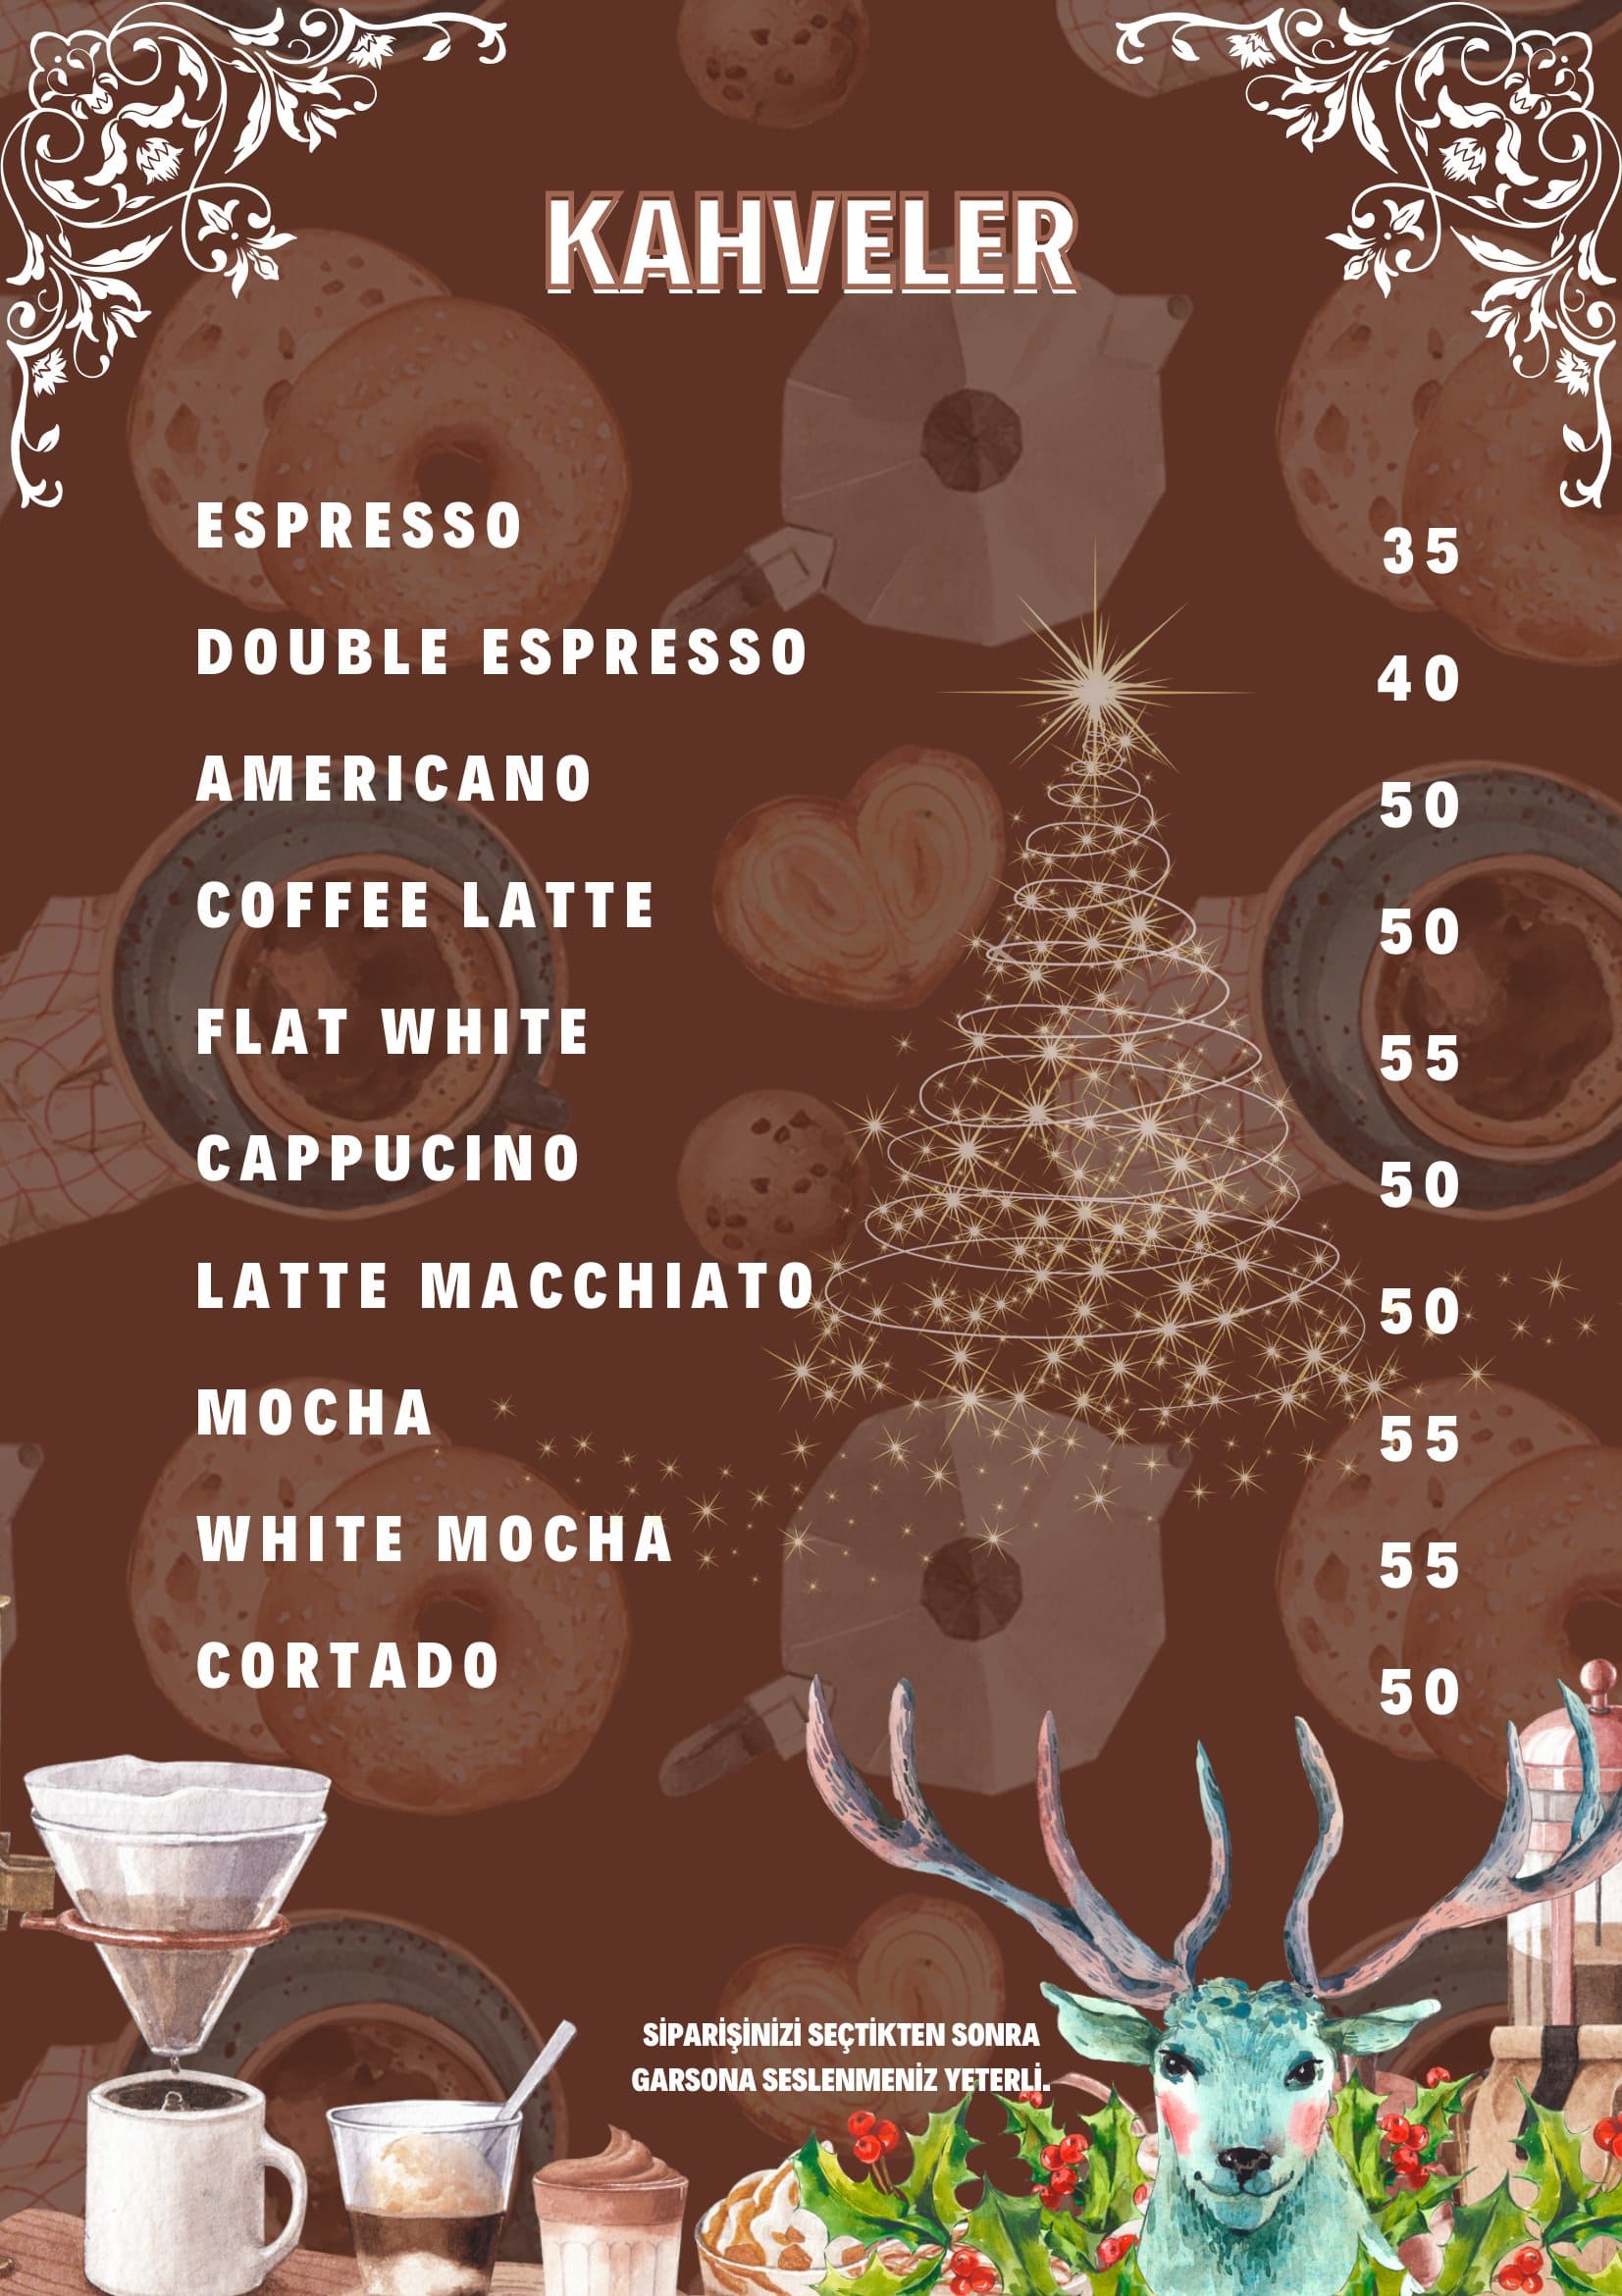 KAHVELER
ESPRESSO 35
DOUBLE ESPRESSO 40
AMERICANO 50
COFFEE LATTE 50
FLAT WHITE 55
CAPPUCINO 50
LATTE MACCHIATO 50
MOCHA 55
WHITE MOCHA 55
CORTADO 50
SİPARİŞİNİZİ SEÇTİKTEN SONRA
GARSONA SESLENMENİZ YETERLİ.